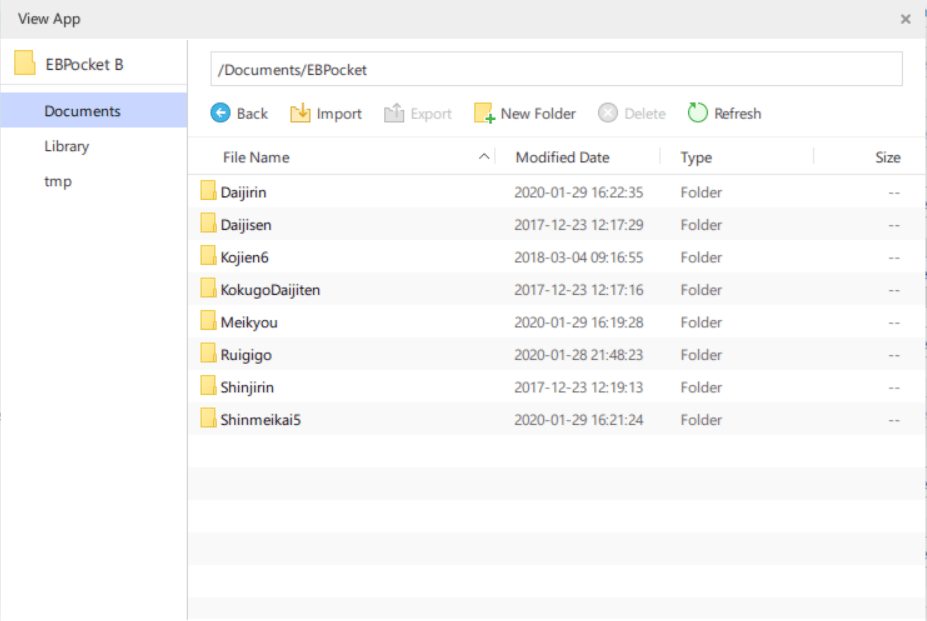 View App
EBPocket B
Documents
Library
tmp
/Documents/EBPocket
Back Import Export New Folder Delete Refresh
File Name Modified Date Type Size
Daijirin 2020-01-29 16:22:35 Folder --
Daijisen 2017-12-23 12:17:29 Folder --
Kojien6 2018-03-04 09:16:55 Folder --
KokugoDaijiten 2017-12-23 12:17:16 Folder --
Meikyou 2020-01-29 16:19:28 Folder --
Ruigigo 2020-01-28 21:48:23 Folder --
Shinjirin 2017-12-23 12:19:13 Folder --
Shinmeikai5 2020-01-29 16:21:24 Folder --